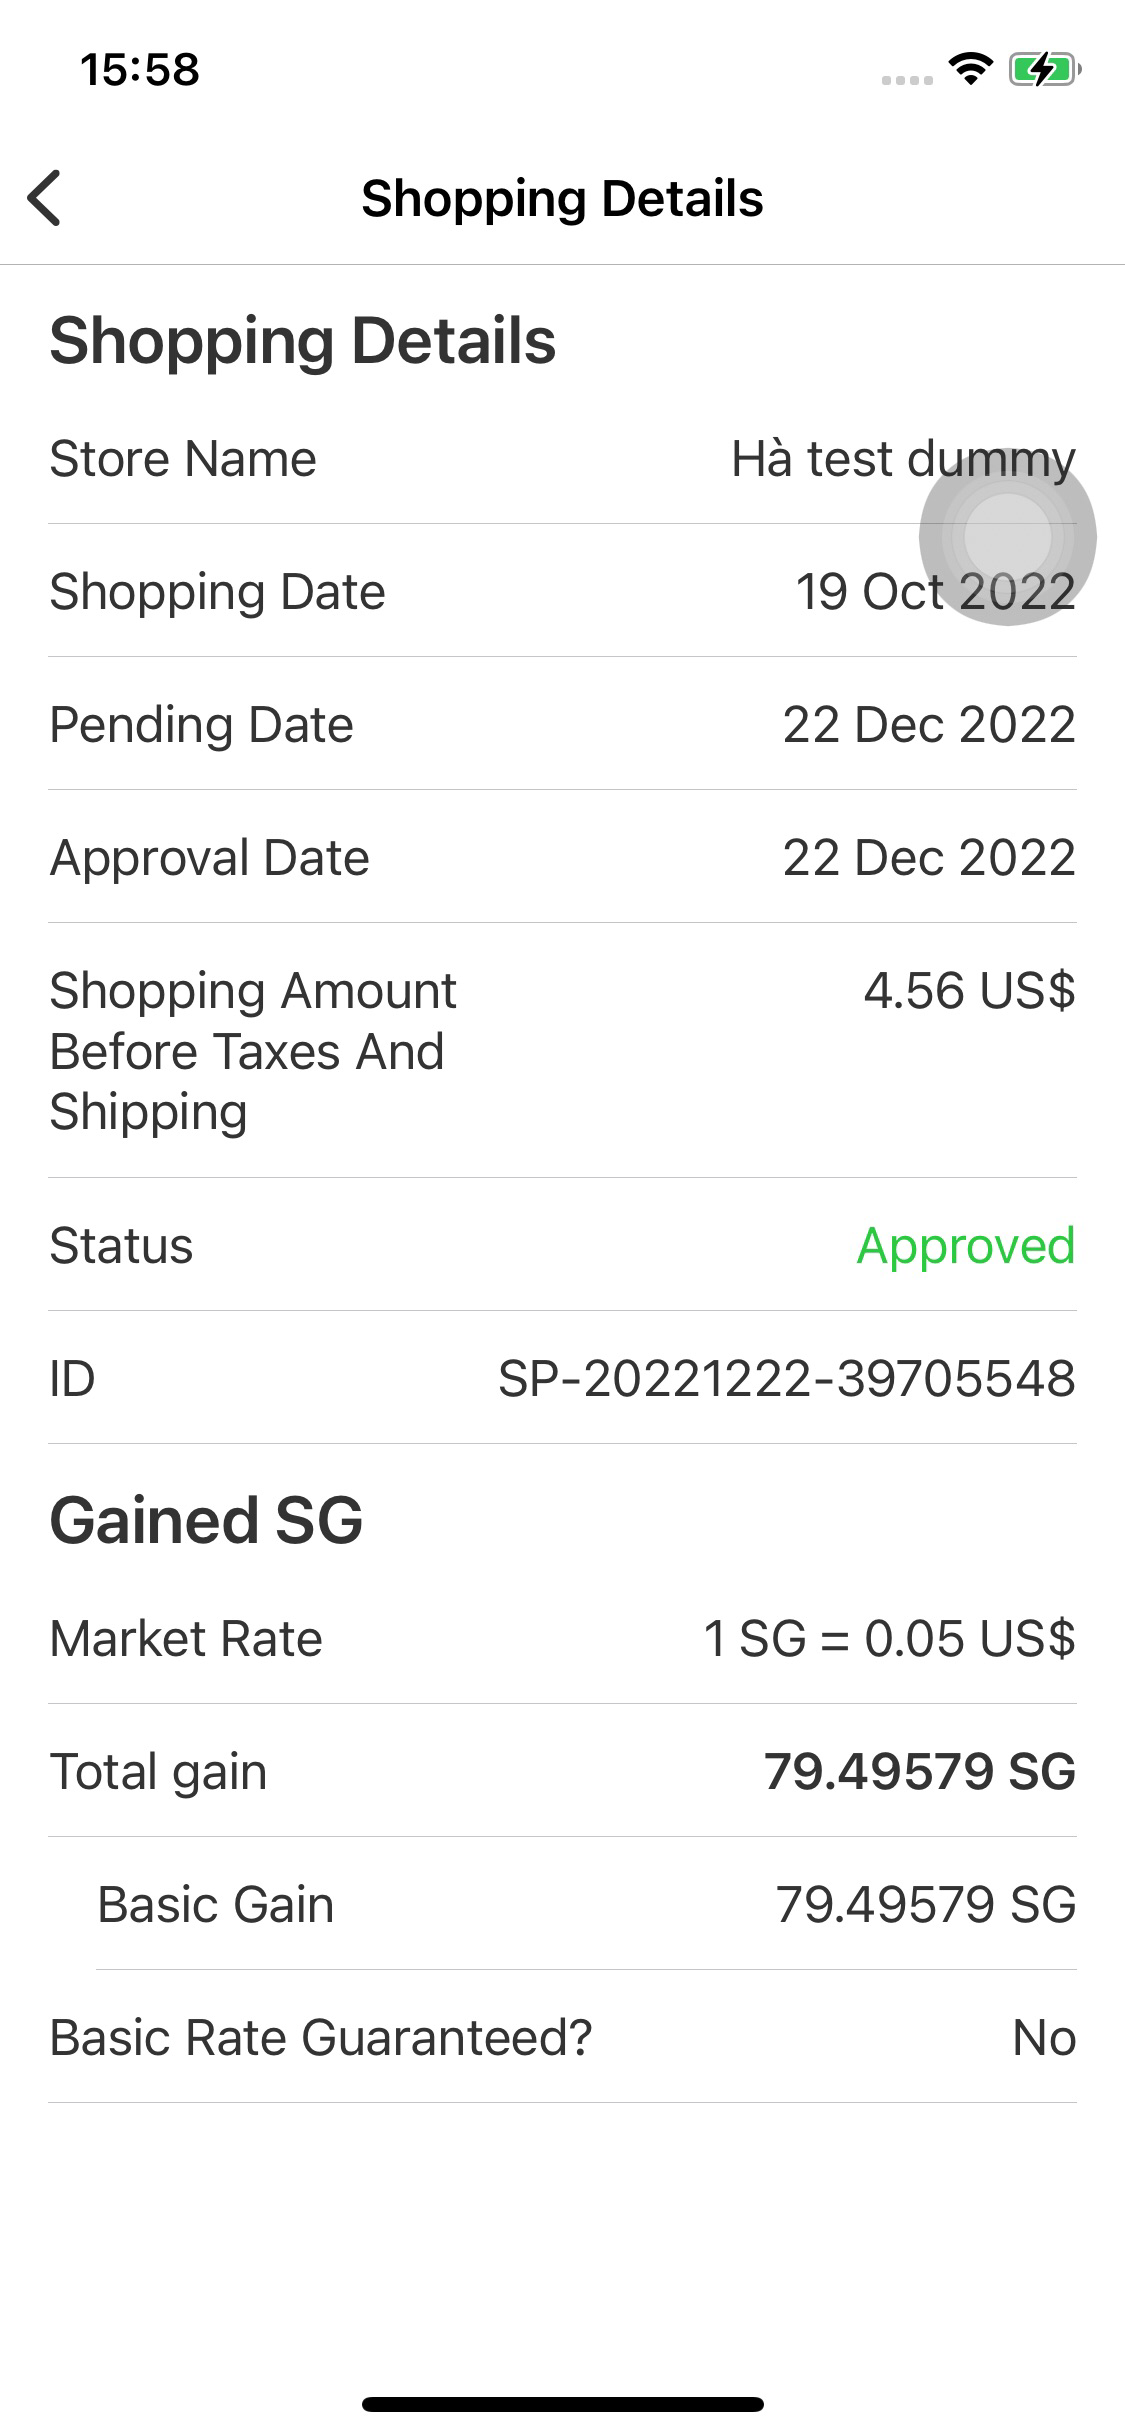 15:58
Shopping Details
Shopping Details
Store Name Hà test dummy
Shopping Date 19 Oct 2022
Pending Date 22 Dec 2022
Approval Date 22 Dec 2022
Shopping Amount 4.56 US$
Before Taxes And
Shipping
Status Approved
ID SP-20221222-39705548
Gained SG
Market Rate 1 SG = 0.05 US$
Total gain 79.49579 SG
Basic Gain 79.49579 SG
Basic Rate Guaranteed? No